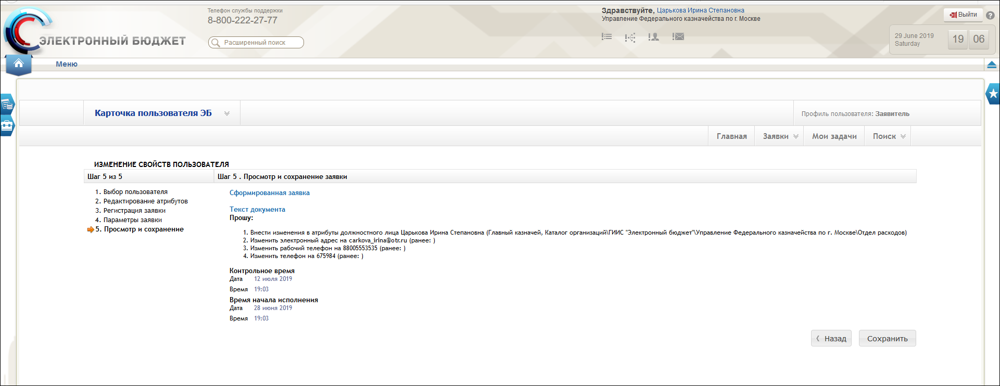 Телефон службы поддержки
8-800-222-27-77
ЭЛЕКТРОННЫЙ БЮДЖЕТ
Расширенный поиск
Здравствуйте, Царькова Ирина Степановна
Управление Федерального казначейства по г. Москве
Выйти
?
29 June 2019
Saturday
19 06
Меню
Карточка пользователя ЭБ
Профиль пользователя: Заявитель
Главная Заявки Мои задачи Поиск
ИЗМЕНЕНИЕ СВОЙСТВ ПОЛЬЗОВАТЕЛЯ
Шаг 5 из 5
Шаг 5 . Просмотр и сохранение заявки
1. Выбор пользователя
2. Редактирование атрибутов
3. Регистрация заявки
4. Параметры заявки
5. Просмотр и сохранение
Сформированная заявка
Текст документа
Прошу:
1. Внести изменения в атрибуты должностного лица Царькова Ирина Степановна (Главный казначей, Каталог организаций\ГИИС "Электронный бюджет"\Управление Федерального казначейства по г. Москве\Отдел расходов)
2. Изменить электронный адрес на carkova_irina@otr.ru (ранее: )
3. Изменить рабочий телефон на 88005553535 (ранее: )
4. Изменить телефон на 675984 (ранее: )
Контрольное время
Дата 12 июля 2019
Время 19:03
Время начала исполнения
Дата 28 июня 2019
Время 19:03
Назад
Сохранить